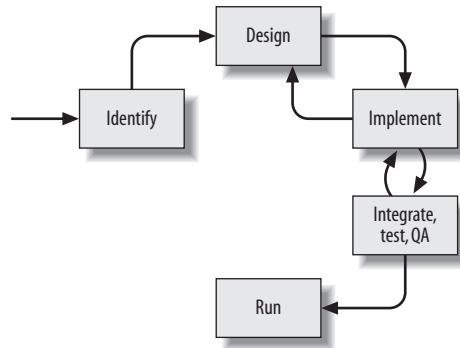 Design
Identify
Implement
Integrate,
test, QA
Run